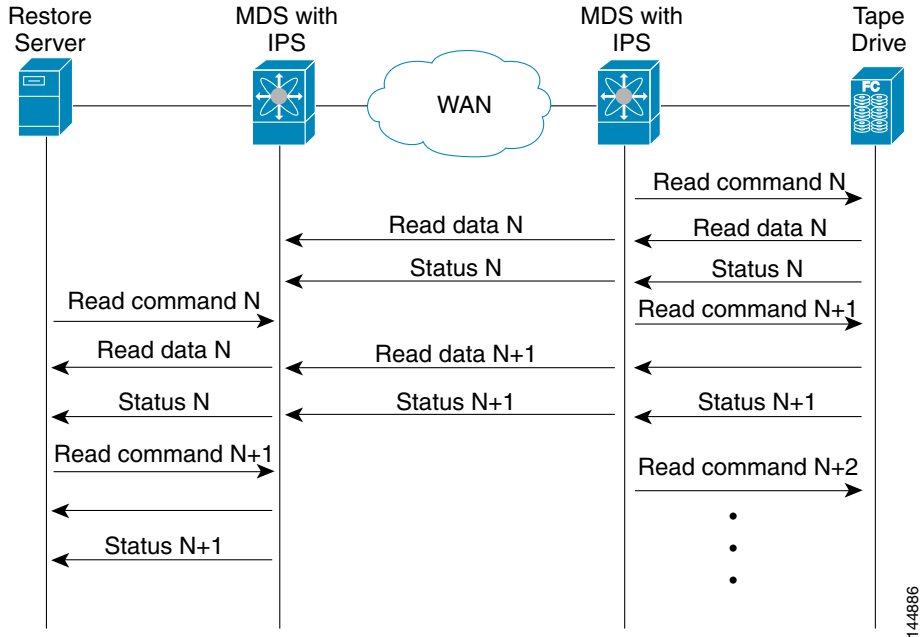 Restore
Server
MDS with
IPS
MDS with
IPS
Tape
Drive
WAN
FC
Read command N
Read data N
Read data N
Status N
Status N
Read command N
Read command N+1
Read data N
Read data N+1
Status N
Status N+1
Status N+1
Read command N+1
Read command N+2
Status N+1
144886